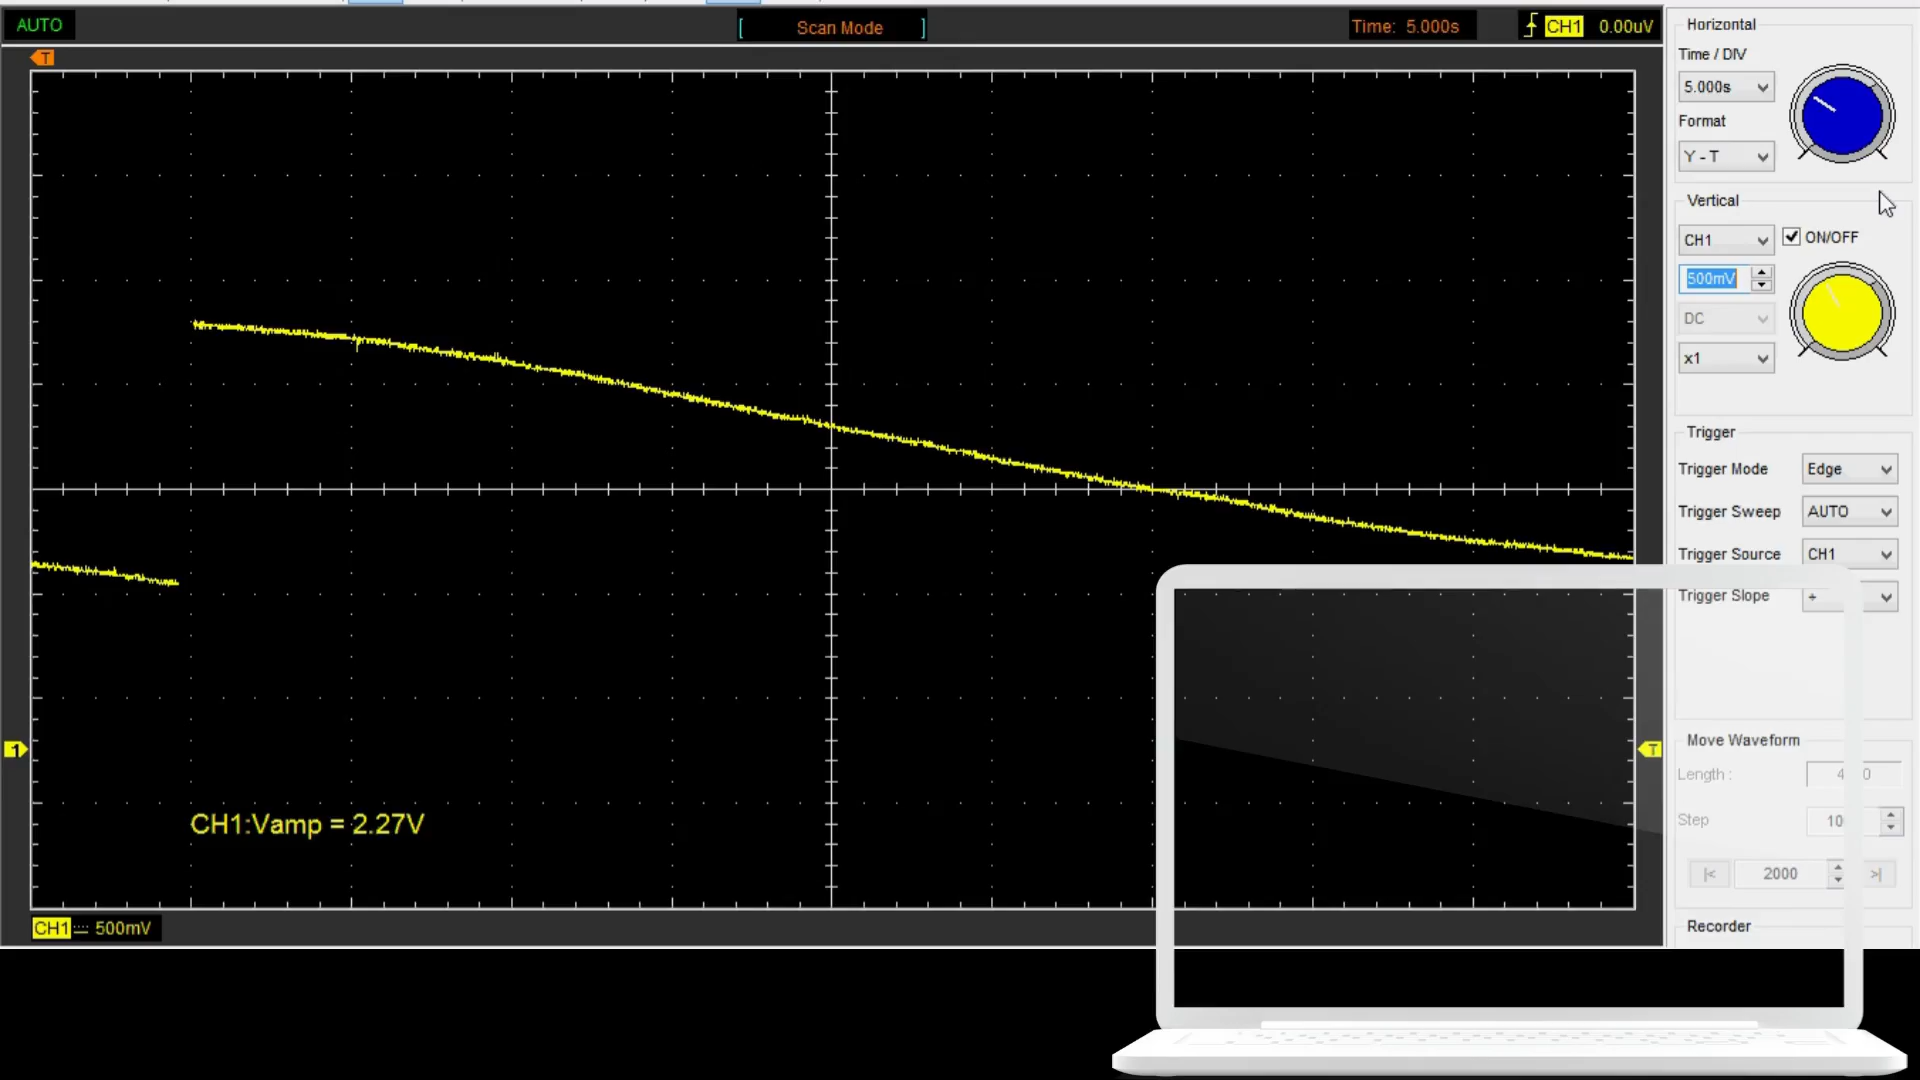 AUTO
[ Scan Mode ]
Time: 5.000s
CH1 0.00uV
T
1
T
CH1:Vamp = 2.27V
CH1 500mV
Horizontal
Time / DIV
5.000s
Format
Y - T
Vertical
CH1
ON/OFF
500mV
DC
x1
Trigger
Trigger Mode Edge
Trigger Sweep AUTO
Trigger Source CH1
Trigger Slope +
Move Waveform
Length :
Step
|< 2000 >|
Recorder